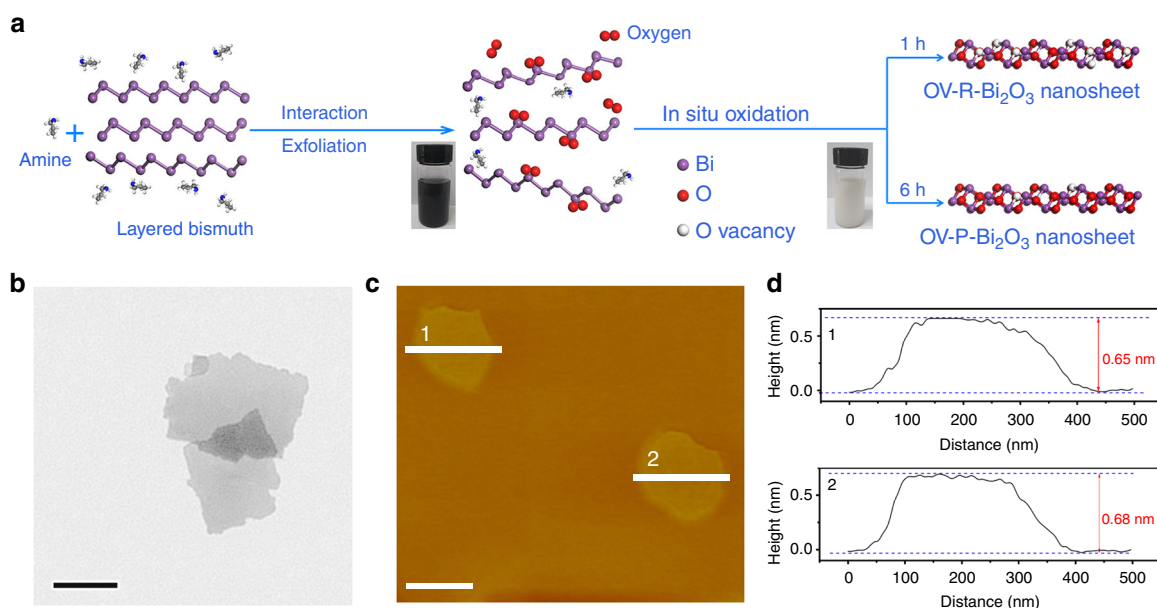 a
Oxygen
1 h
OV-R-Bi₂O₃ nanosheet
Interaction
Exfoliation
In situ oxidation
Amine
Bi
O
O vacancy
6 h
Layered bismuth
OV-P-Bi₂O₃ nanosheet
b
c
1
2
d
1
Height (nm)
0.5
0.0
0.65 nm
0 100 200 300 400 500
Distance (nm)
2
Height (nm)
0.5
0.0
0.68 nm
0 100 200 300 400 500
Distance (nm)